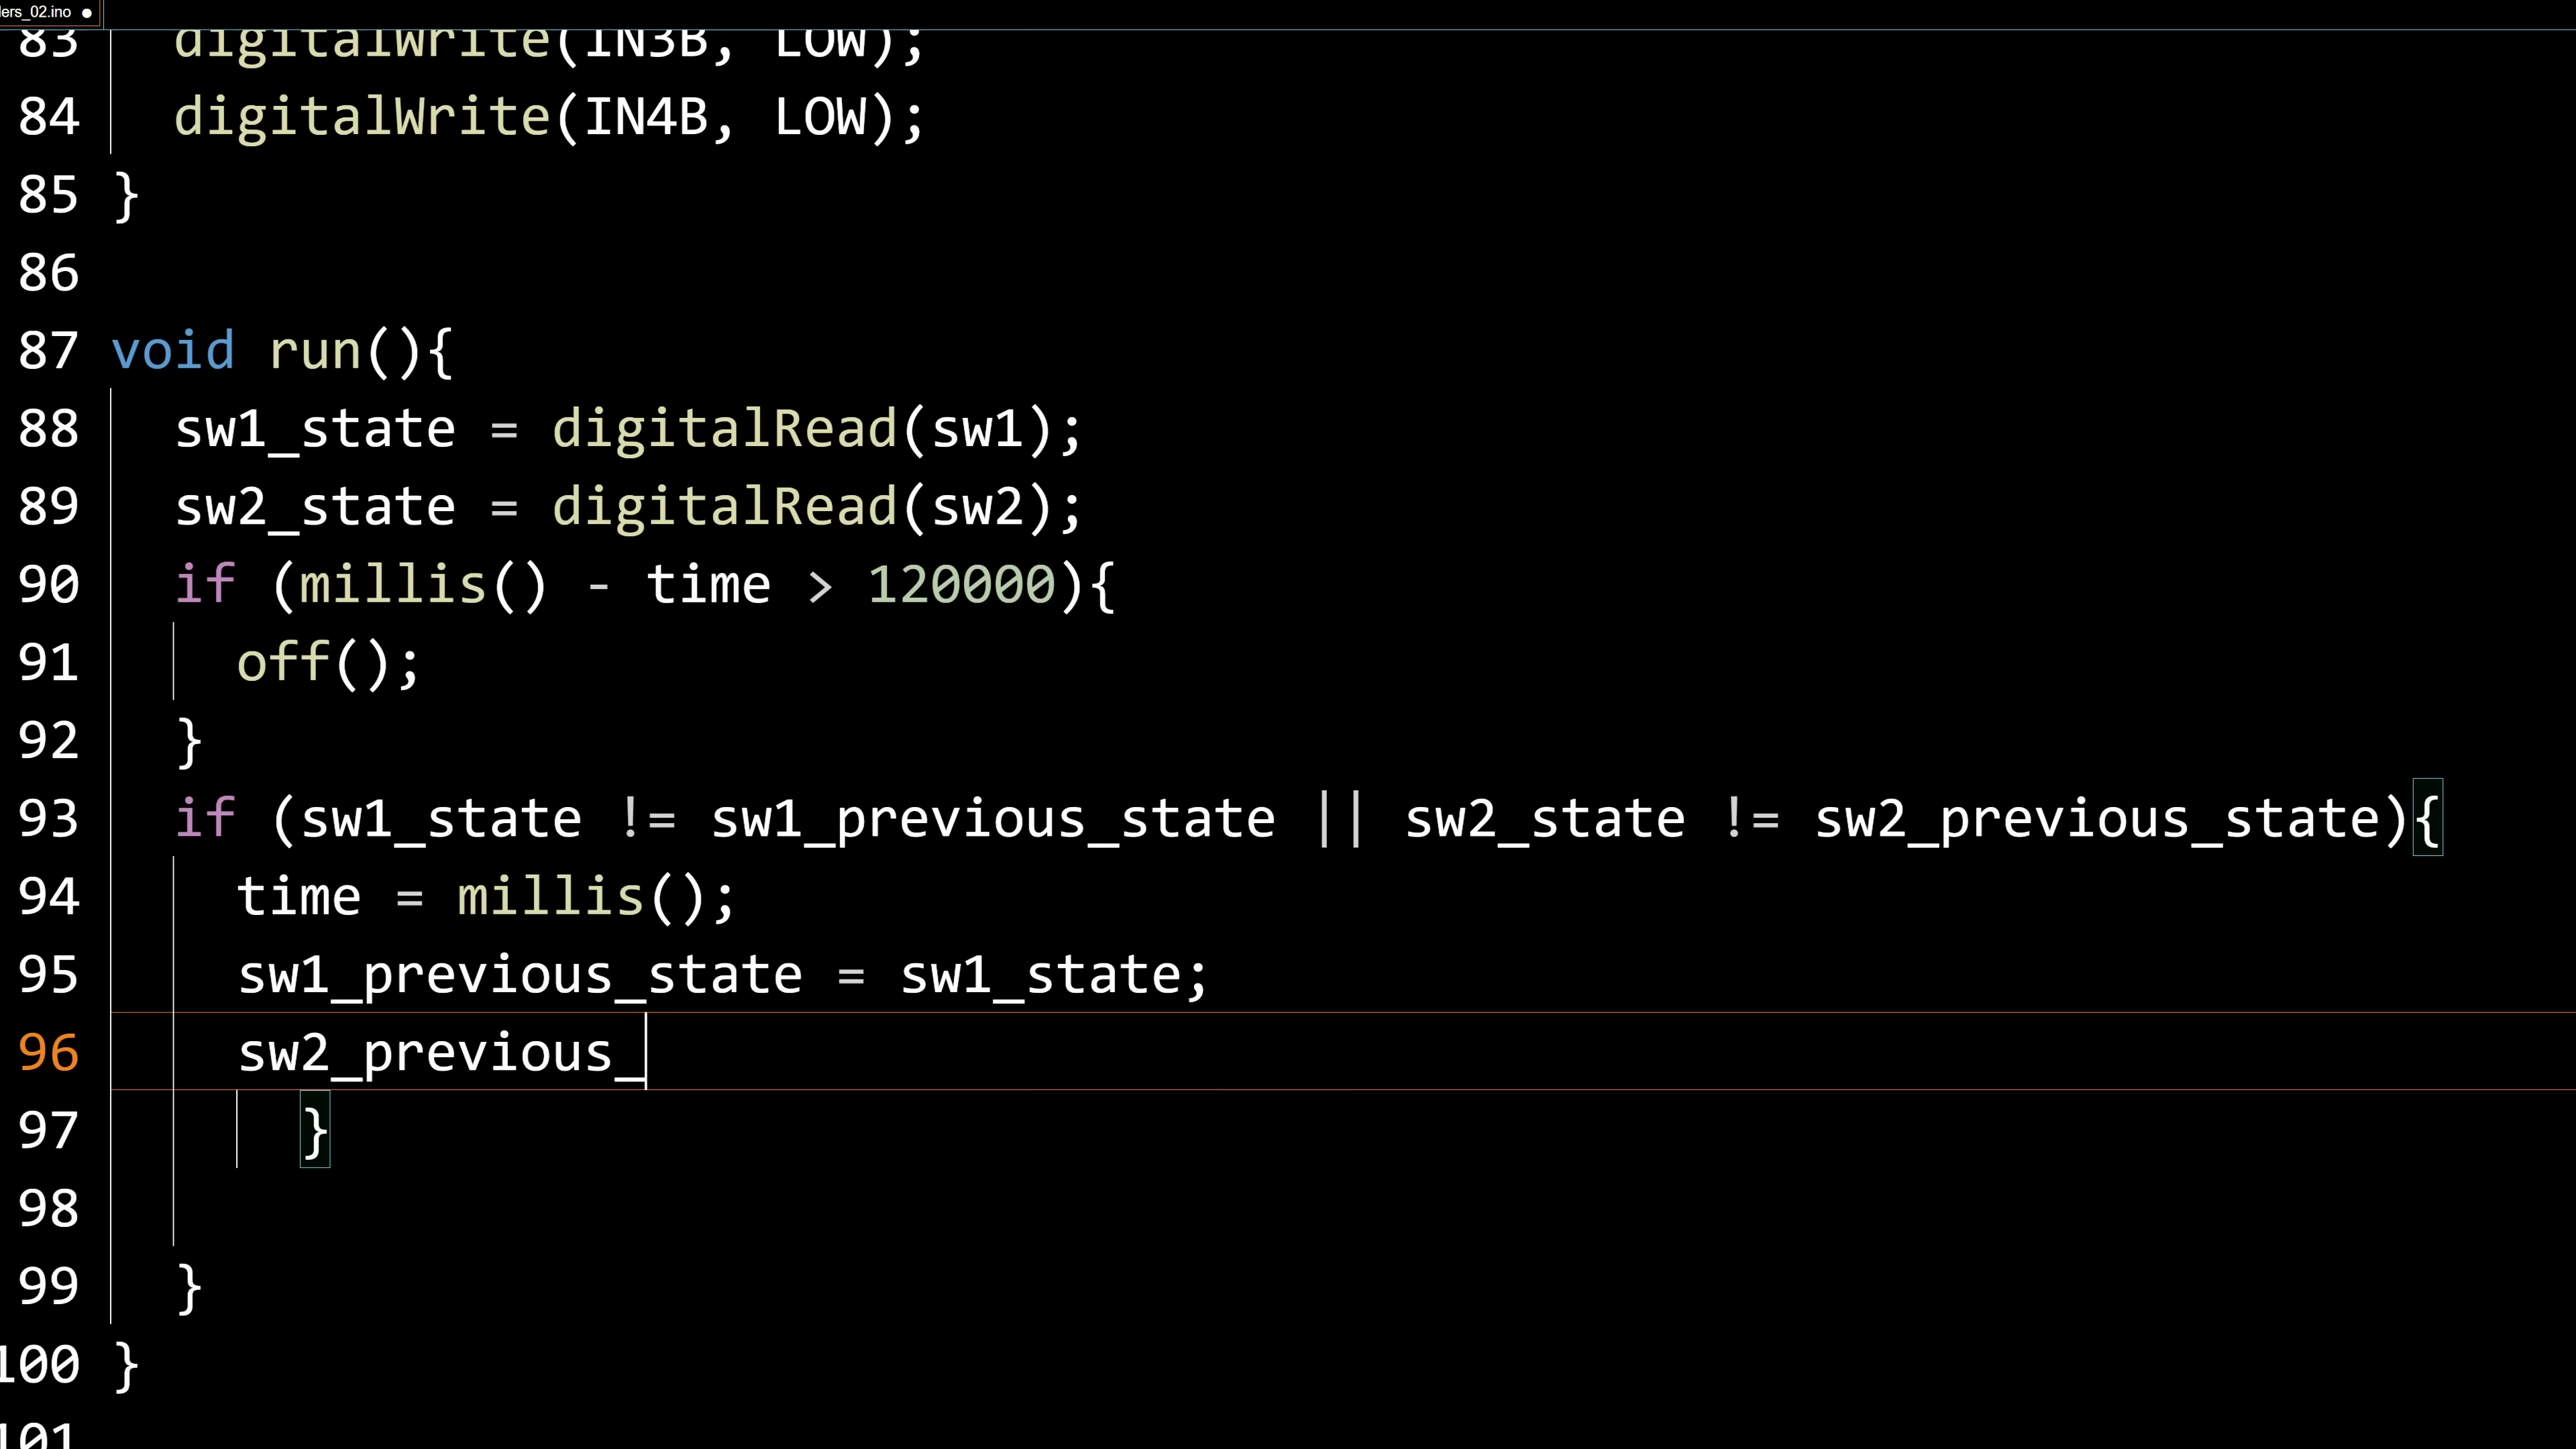 ders_02.ino ●
83 digitalWrite(IN3B, LOW);
84 digitalWrite(IN4B, LOW);
85 }
86
87 void run(){
88 sw1_state = digitalRead(sw1);
89 sw2_state = digitalRead(sw2);
90 if (millis() - time > 120000){
91 off();
92 }
93 if (sw1_state != sw1_previous_state || sw2_state != sw2_previous_state){
94 time = millis();
95 sw1_previous_state = sw1_state;
96 sw2_previous_
97 }
98
99 }
100 }
101